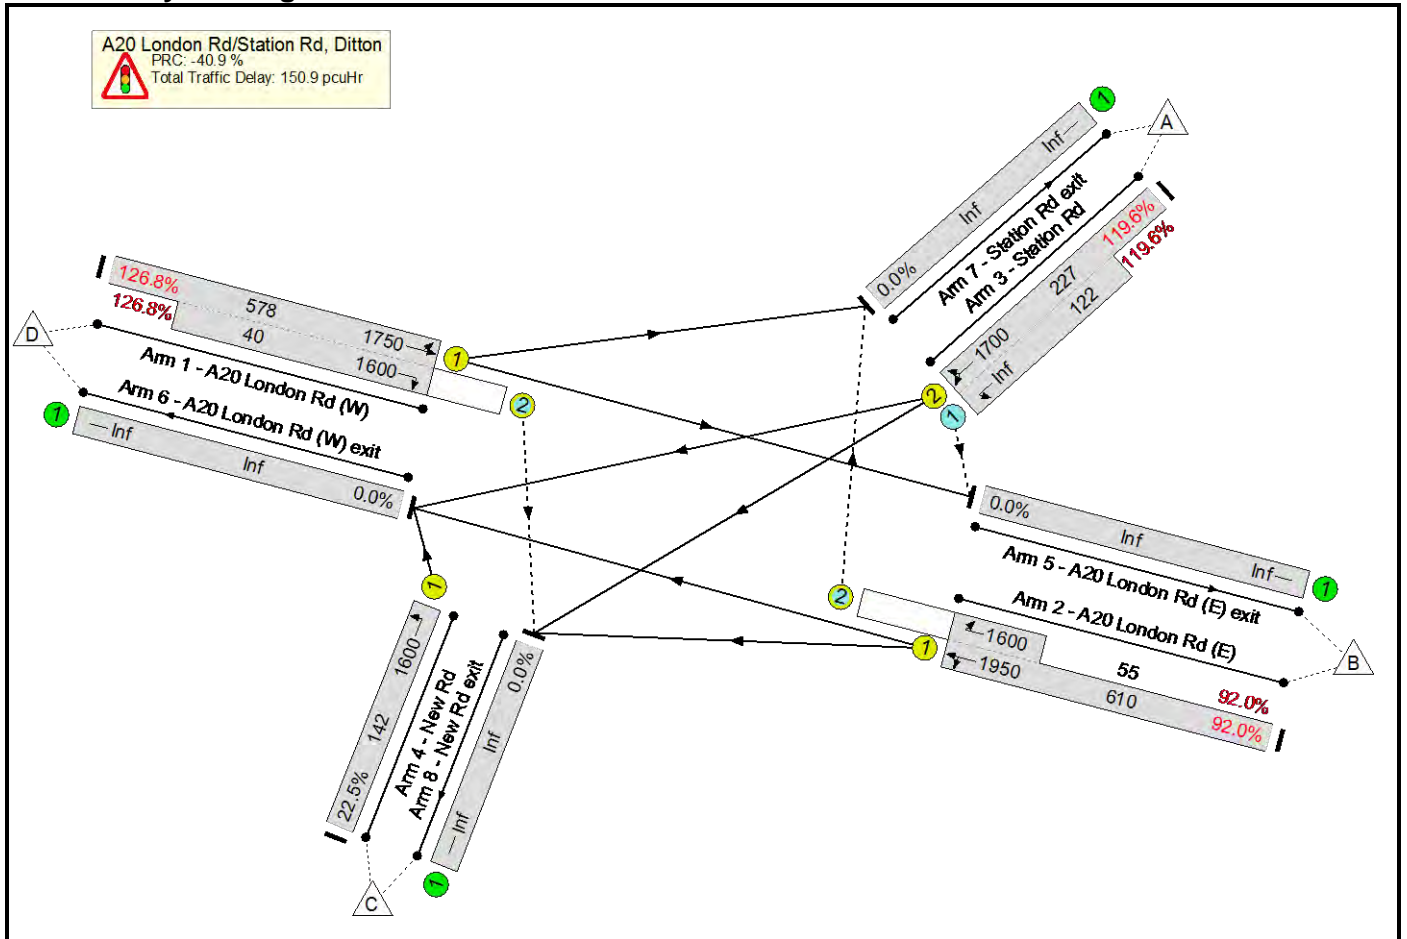 A20 London Rd/Station Rd, Ditton
PRC: -40.9 %
Total Traffic Delay: 150.9 pcuHr
1
A
Inf
Inf
0.0%
Arm 7 - Station Rd exit
Arm 3 - Station Rd
119.6%
119.6%
227
122
1700
Inf
2
1
126.8%
126.8%
578
40
1750
1600
1
2
D
Arm 1 - A20 London Rd (W)
Arm 6 - A20 London Rd (W) exit
1
Inf
Inf
0.0%
0.0%
Inf
Inf
1
Arm 5 - A20 London Rd (E) exit
Arm 2 - A20 London Rd (E)
B
2
1
1600
1950
55
610
92.0%
92.0%
1
1600
142
22.5%
Arm 4 - New Rd
Arm 8 - New Rd exit
0.0%
Inf
Inf
1
C